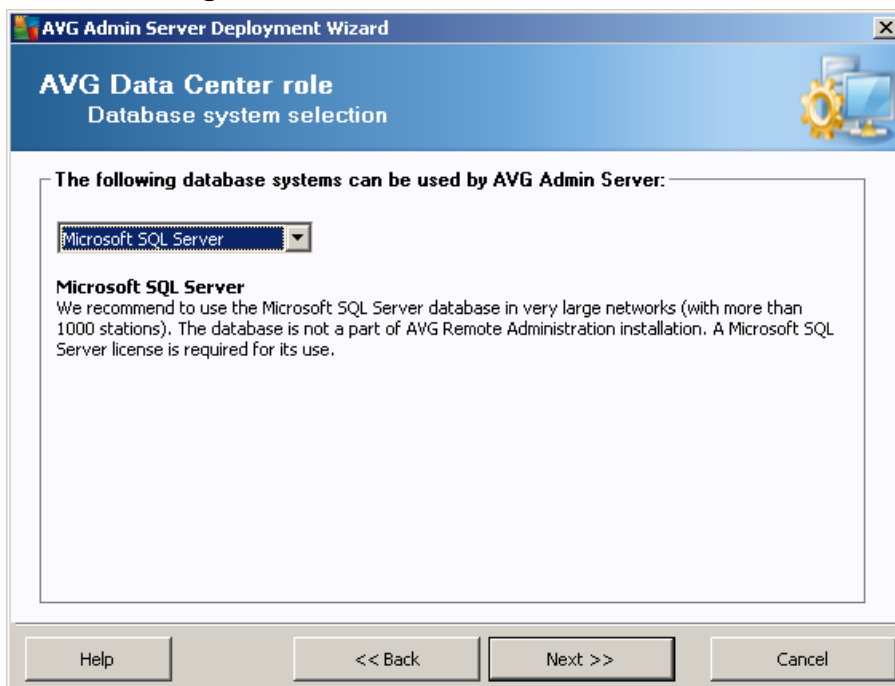 AVG Admin Server Deployment Wizard
AVG Data Center role
Database system selection
The following database systems can be used by AVG Admin Server:
Microsoft SQL Server
Microsoft SQL Server
We recommend to use the Microsoft SQL Server database in very large networks (with more than
1000 stations). The database is not a part of AVG Remote Administration installation. A Microsoft SQL
Server license is required for its use.
Help
<< Back
Next >>
Cancel